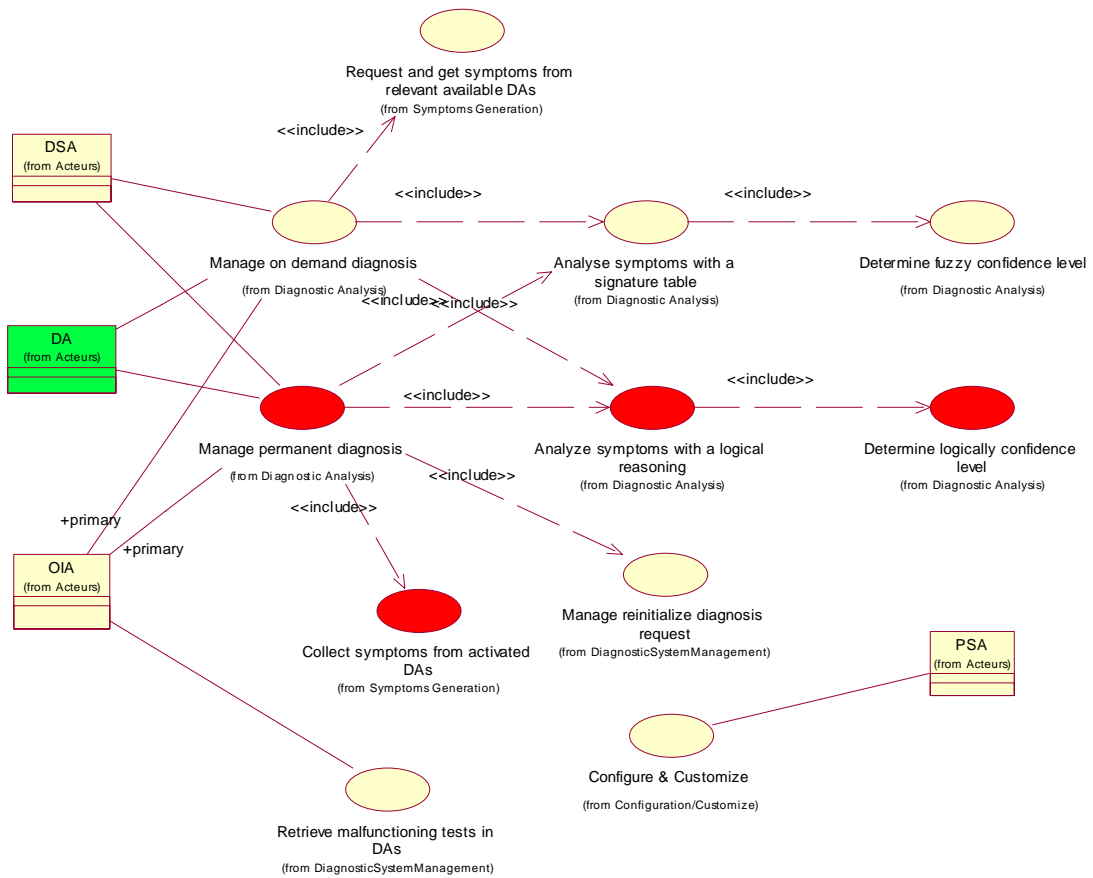 Request and get symptoms from
relevant available DAs
(from Symptoms Generation)
<<include>>
DSA
(from Acteurs)
<<include>>
<<include>>
Manage on demand diagnosis
(from Diagnostic Analysis)
Analyse symptoms with a
signature table
(from Diagnostic Analysis)
Determine fuzzy confidence level
(from Diagnostic Analysis)
<<include>>
<<include>>
DA
(from Acteurs)
<<include>>
<<include>>
Manage permanent diagnosis
(from Diagnostic Analysis)
Analyze symptoms with a logical
reasoning
(from Diagnostic Analysis)
Determine logically confidence
level
(from Diagnostic Analysis)
<<include>>
<<include>>
+primary
+primary
OIA
(from Acteurs)
Collect symptoms from activated
DAs
(from Symptoms Generation)
Manage reinitialize diagnosis
request
(from DiagnosticSystemManagement)
PSA
(from Acteurs)
Configure & Customize
(from Configuration/Customize)
Retrieve malfunctioning tests in
DAs
(from DiagnosticSystemManagement)